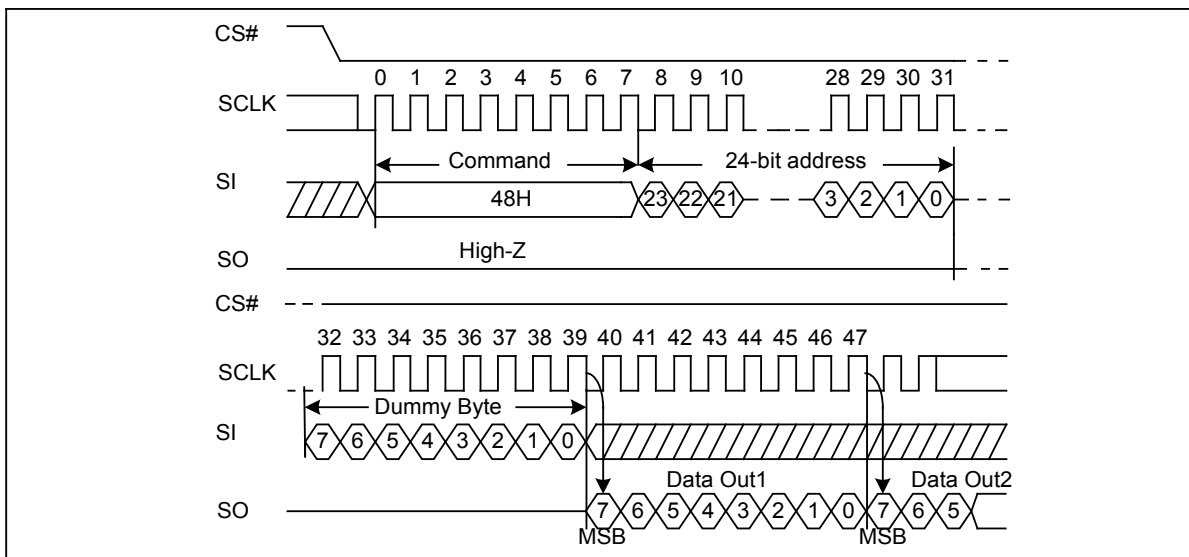 CS#
0 1 2 3 4 5 6 7 8 9 10 28 29 30 31
SCLK
Command 24-bit address
SI
48H 23 22 21 3 2 1 0
High-Z
SO
CS#
32 33 34 35 36 37 38 39 40 41 42 43 44 45 46 47
SCLK
Dummy Byte
SI
7 6 5 4 3 2 1 0
Data Out1 Data Out2
SO
7 6 5 4 3 2 1 0 7 6 5
MSB MSB